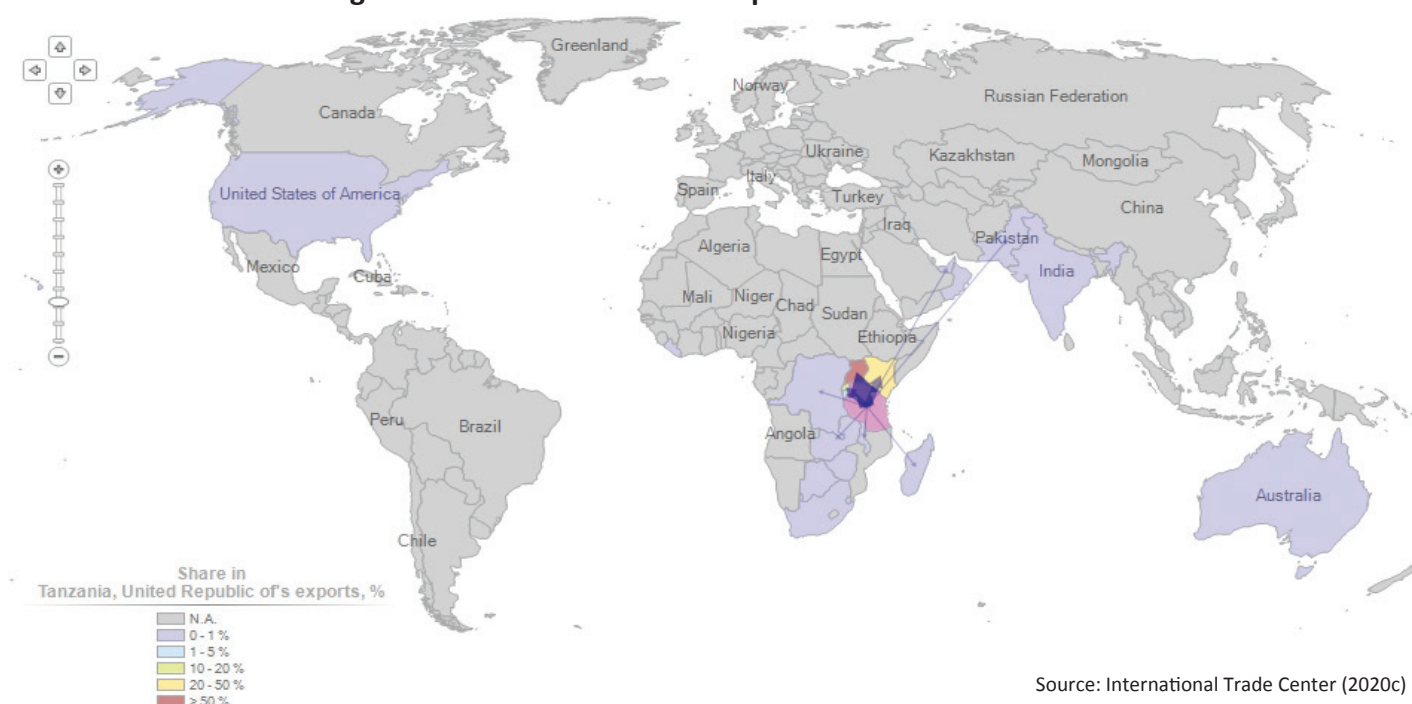 Greenland
Norway
Russian Federation
Canada
Ukraine
Kazakhstan
Mongolia
Italy
Spain
Turkey
China
United States of America
Iraq
Pakistan
Algeria
Egypt
India
Mexico
Cuba
Mali
Niger
Chad
Sudan
Nigeria
Ethiopia
Peru
Brazil
Angola
Australia
Chile
Share in
Tanzania, United Republic of's exports, %
N.A.
0 - 1 %
1 - 5 %
10 - 20 %
20 - 50 %
> 50 %
Source: International Trade Center (2020c)